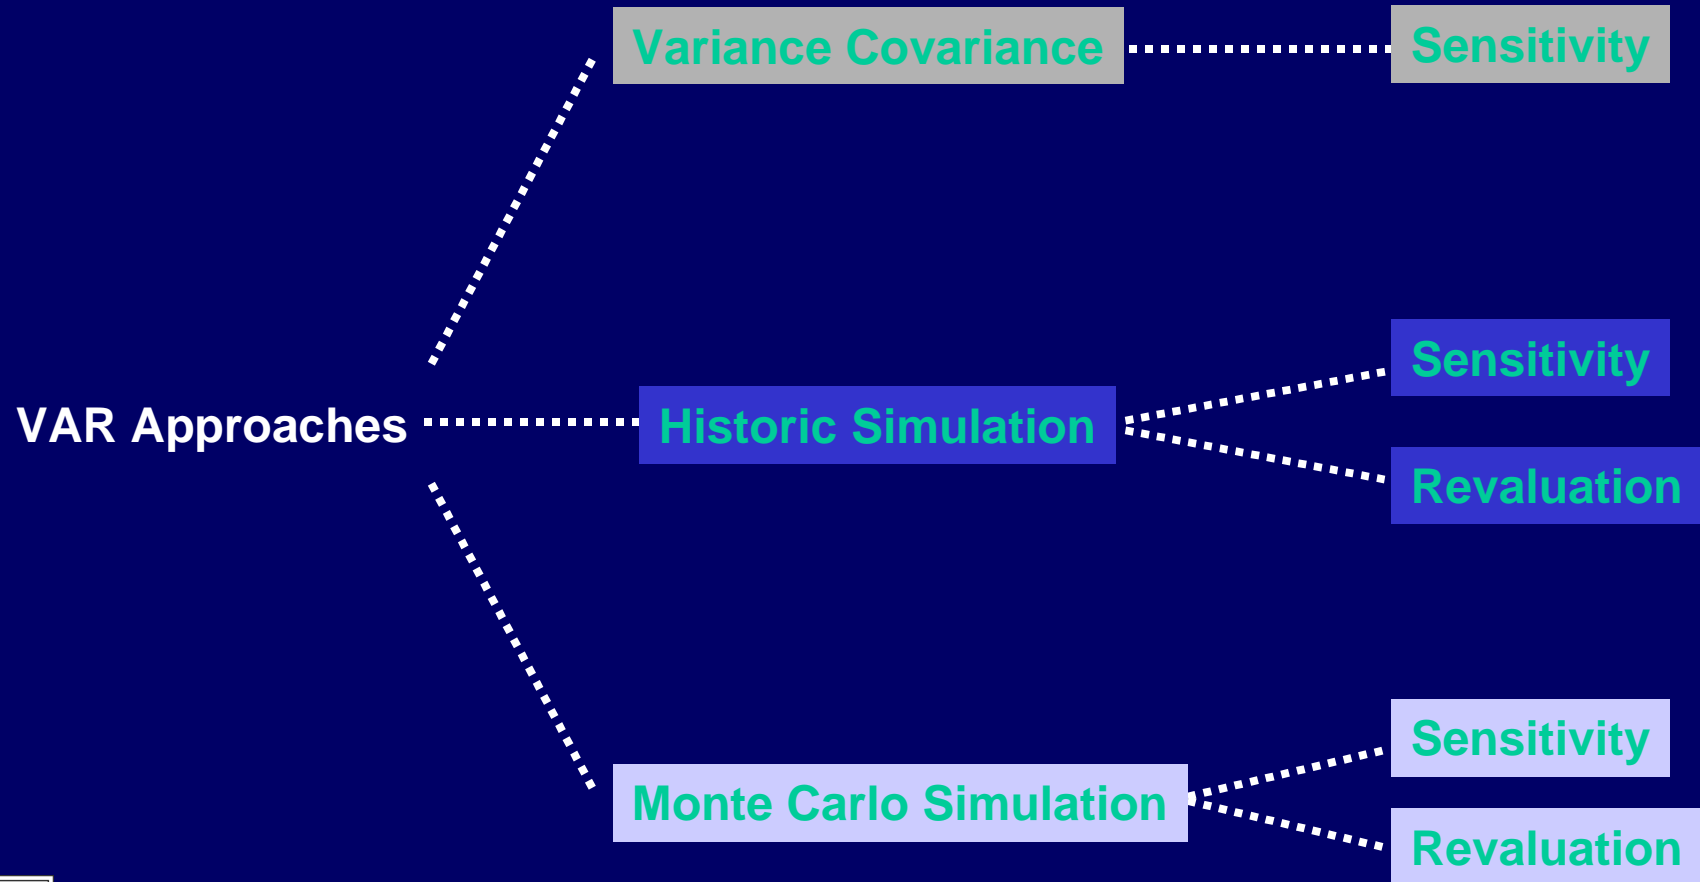 Variance Covariance
Sensitivity
VAR Approaches
Historic Simulation
Sensitivity
Revaluation
Monte Carlo Simulation
Sensitivity
Revaluation